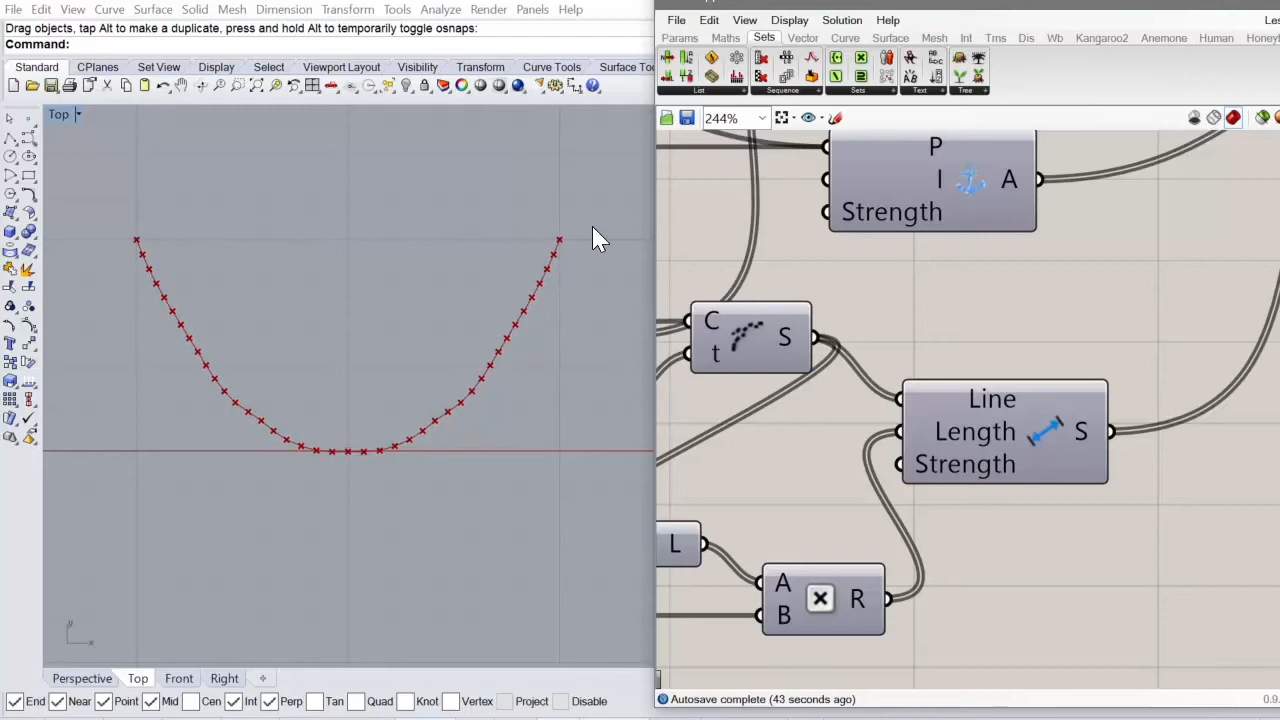 File Edit View Curve Surface Solid Mesh Dimension Transform Tools Analyze Render Panels Help
Drag objects, tap Alt to make a duplicate, press and hold Alt to temporarily toggle osnaps:
Command:
Standard CPlanes Set View Display Select Viewport Layout Visibility Transform Curve Tools Surface Too
Top
y
x
Perspective Top Front Right
End Near Point Mid Cen Int Perp Tan Quad Knot Vertex Project Disable
File Edit View Display Solution Help
Les
Params Maths Sets Vector Curve Surface Mesh Int Trns Dis Wb Kangaroo2 Anemone Human Honey
List Sequence Sets Text Tree
244%
P
I A
Strength
C
t S
Line
Length S
Strength
L
A
B R
Autosave complete (43 seconds ago)
0.9.